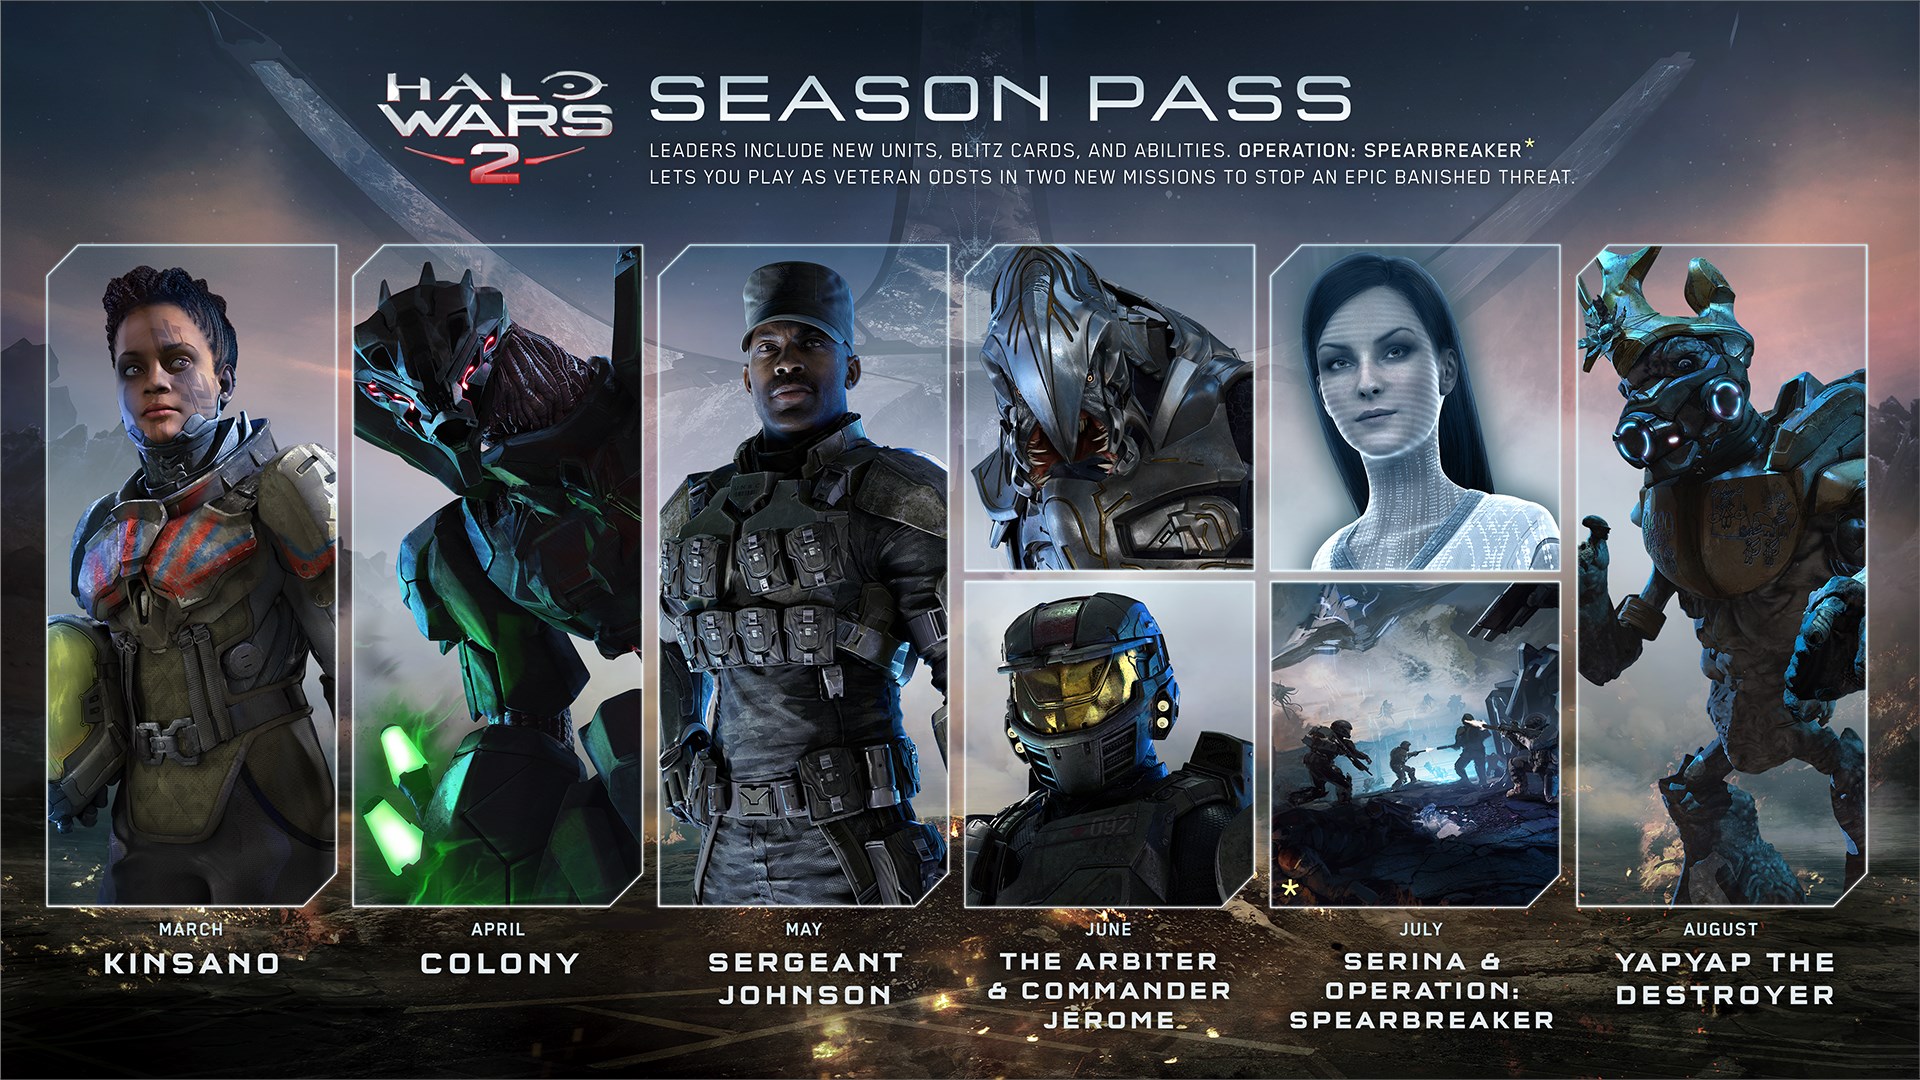 HALO
WARS
2
SEASON PASS
LEADERS INCLUDE NEW UNITS, BLITZ CARDS, AND ABILITIES. OPERATION: SPEARBREAKER*
LETS YOU PLAY AS VETERAN ODSTS IN TWO NEW MISSIONS TO STOP AN EPIC BANISHED THREAT.
092
*
MARCH
KINSANO
APRIL
COLONY
MAY
SERGEANT
JOHNSON
JUNE
THE ARBITER
& COMMANDER
JEROME
JULY
SERINA &
OPERATION:
SPEARBREAKER
AUGUST
YAPYAP THE
DESTROYER